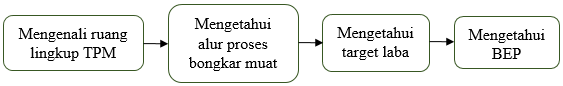 Mengenali ruang
lingkup TPM
Mengetahui
alur proses
bongkar muat
Mengetahui
target laba
Mengetahui
BEP